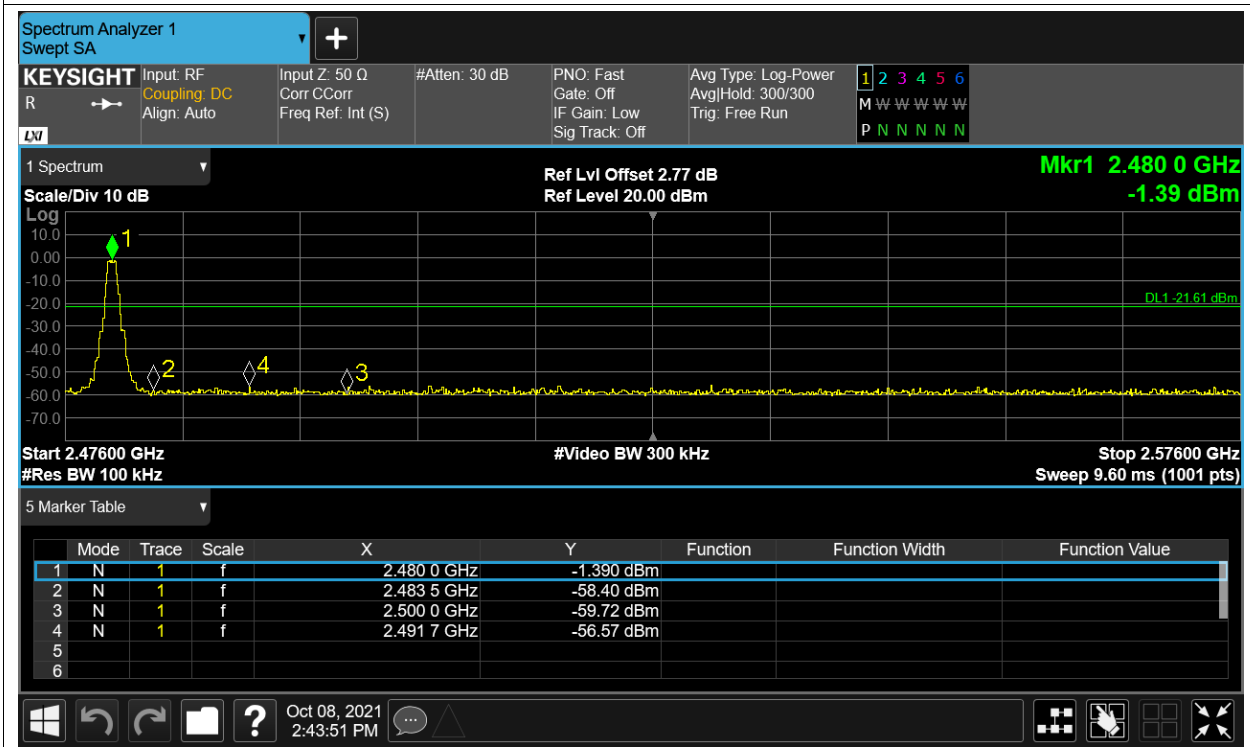 Spectrum Analyzer 1
Swept SA
KEYSIGHT Input: RF Input Z: 50 Ω #Atten: 30 dB PNO: Fast Avg Type: Log-Power 1 2 3 4 5 6
R Coupling: DC Corr CCorr Gate: Off Avg|Hold: 300/300 M W W W W W W
Align: Auto Freq Ref: Int (S) IF Gain: Low Trig: Free Run
LXI Sig Track: Off P N N N N N N
1 Spectrum Ref Lvl Offset 2.77 dB Mkr1 2.480 0 GHz
Scale/Div 10 dB Ref Level 20.00 dBm -1.39 dBm
Log
10.0
1
0.00
-10.0
-20.0
DL1 -21.61 dBm
-30.0
-40.0
-50.0
2 4 3
-60.0
-70.0
Start 2.47600 GHz #Video BW 300 kHz Stop 2.57600 GHz
#Res BW 100 kHz Sweep 9.60 ms (1001 pts)
5 Marker Table
Mode Trace Scale X Y Function Function Width Function Value
1 N 1 f 2.480 0 GHz -1.390 dBm
2 N 1 f 2.483 5 GHz -58.40 dBm
3 N 1 f 2.500 0 GHz -59.72 dBm
4 N 1 f 2.491 7 GHz -56.57 dBm
5
6
? Oct 08, 2021
2:43:51 PM